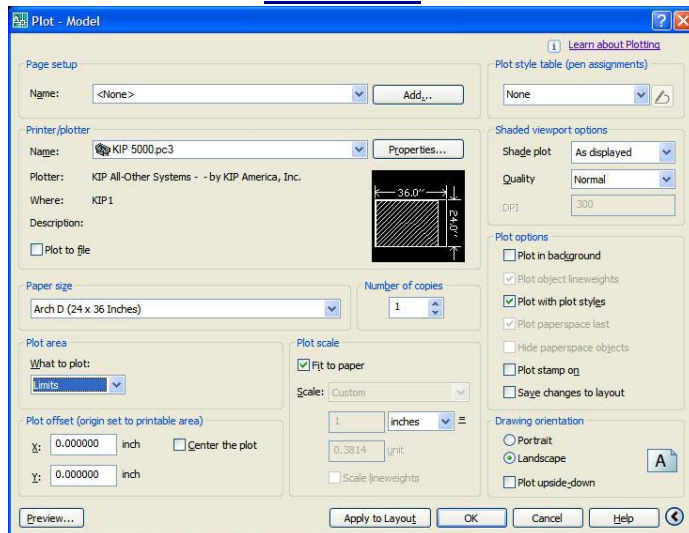 Plot - Model
Learn about Plotting
Page setup
Name: <None> Add...
Plot style table (pen assignments)
None
Printer/plotter
Name: KIP 5000.pc3 Properties...
Plotter: KIP All-Other Systems - - by KIP America, Inc.
Where: KIP1
Description:
Plot to file
36.0''
24.0''
Shaded viewport options
Shade plot As displayed
Quality Normal
DPI 300
Paper size
Arch D (24 x 36 Inches)
Number of copies
1
Plot options
Plot in background
Plot object lineweights
Plot with plot styles
Plot paperspace last
Hide paperspace objects
Plot stamp on
Save changes to layout
Plot area
What to plot:
Limits
Plot scale
Fit to paper
Scale: Custom
1 inches =
0.3814 unit
Scale lineweights
Plot offset (origin set to printable area)
X: 0.000000 inch Center the plot
Y: 0.000000 inch
Drawing orientation
Portrait
Landscape
Plot upside-down
A
Preview... Apply to Layout OK Cancel Help